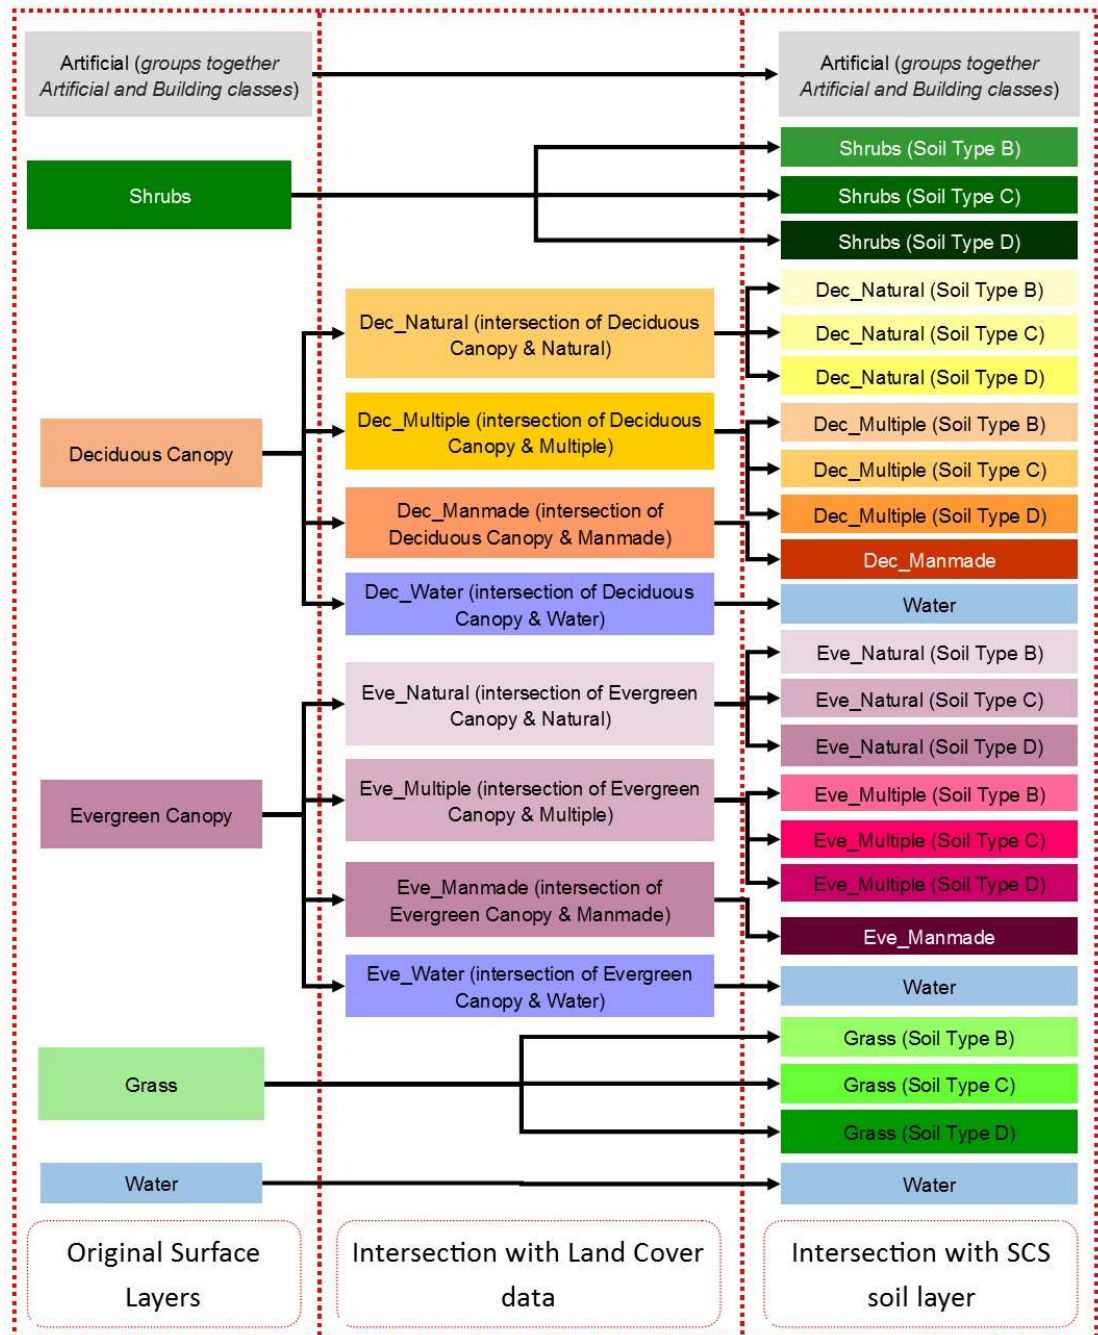 Artificial (groups together
Artificial and Building classes)
Artificial (groups together
Artificial and Building classes)
Shrubs
Shrubs (Soil Type B)
Shrubs (Soil Type C)
Shrubs (Soil Type D)
Deciduous Canopy
Dec_Natural (intersection of Deciduous
Canopy & Natural)
Dec_Natural (Soil Type B)
Dec_Natural (Soil Type C)
Dec_Natural (Soil Type D)
Dec_Multiple (intersection of Deciduous
Canopy & Multiple)
Dec_Multiple (Soil Type B)
Dec_Multiple (Soil Type C)
Dec_Multiple (Soil Type D)
Dec_Manmade (intersection of
Deciduous Canopy & Manmade)
Dec_Manmade
Dec_Water (intersection of Deciduous
Canopy & Water)
Water
Evergreen Canopy
Eve_Natural (intersection of Evergreen
Canopy & Natural)
Eve_Natural (Soil Type B)
Eve_Natural (Soil Type C)
Eve_Natural (Soil Type D)
Eve_Multiple (intersection of Evergreen
Canopy & Multiple)
Eve_Multiple (Soil Type B)
Eve_Multiple (Soil Type C)
Eve_Multiple (Soil Type D)
Eve_Manmade (intersection of
Evergreen Canopy & Manmade)
Eve_Manmade
Eve_Water (intersection of Evergreen
Canopy & Water)
Water
Grass
Grass (Soil Type B)
Grass (Soil Type C)
Grass (Soil Type D)
Water
Water
Original Surface
Layers
Intersection with Land Cover
data
Intersection with SCS
soil layer